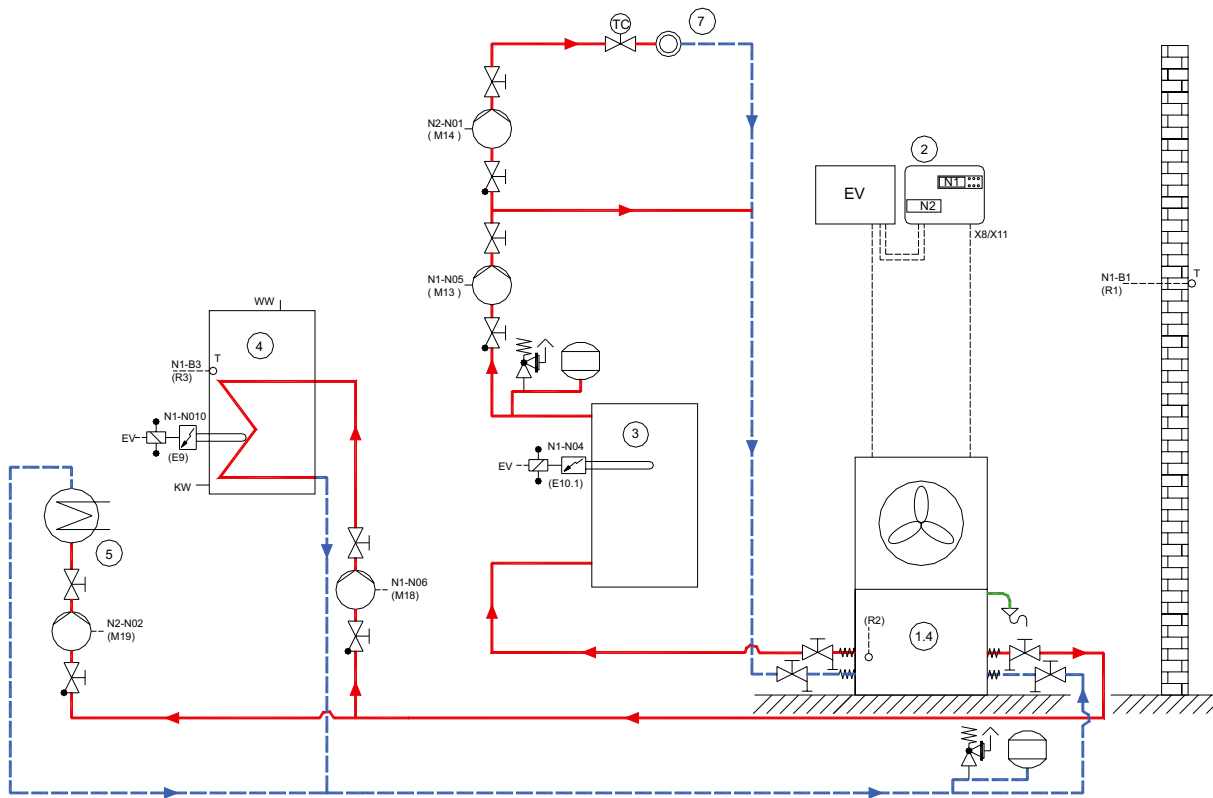 TC
7
N2-N01
( M14 )
2
EV
N1
N2
X8/X11
N1-B1
(R1)
T
N1-N05
( M13 )
WW
4
N1-B3
(R3)
T
N1-N010
EV
(E9)
KW
3
N1-N04
EV
(E10.1)
5
N1-N06
(M18)
N2-N02
(M19)
(R2)
1.4